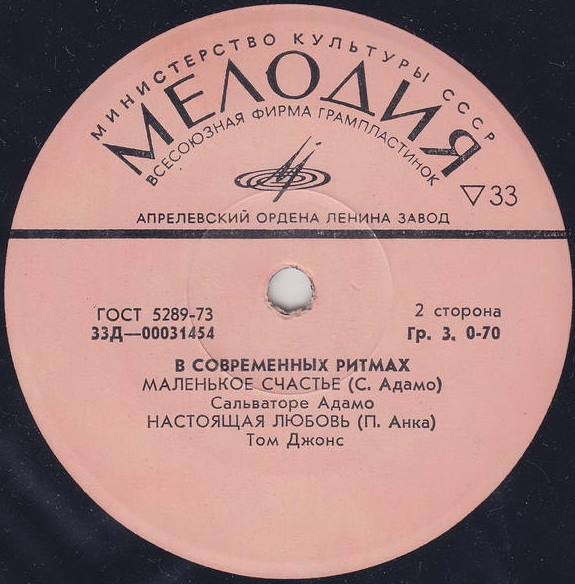 МИНИСТЕРСТВО КУЛЬТУРЫ СССР
МЕЛОДИЯ
ВСЕСОЮЗНАЯ ФИРМА ГРАМПЛАСТИНОК
▽ 33
АПРЕЛЕВСКИЙ ОРДЕНА ЛЕНИНА ЗАВОД
ГОСТ 5289-73
2 сторона
33Д—00031454
Гр. 3. 0-70
В СОВРЕМЕННЫХ РИТМАХ
МАЛЕНЬКОЕ СЧАСТЬЕ (С. Адамо)
Сальваторе Адамо
НАСТОЯЩАЯ ЛЮБОВЬ (П. Анка)
Том Джонс